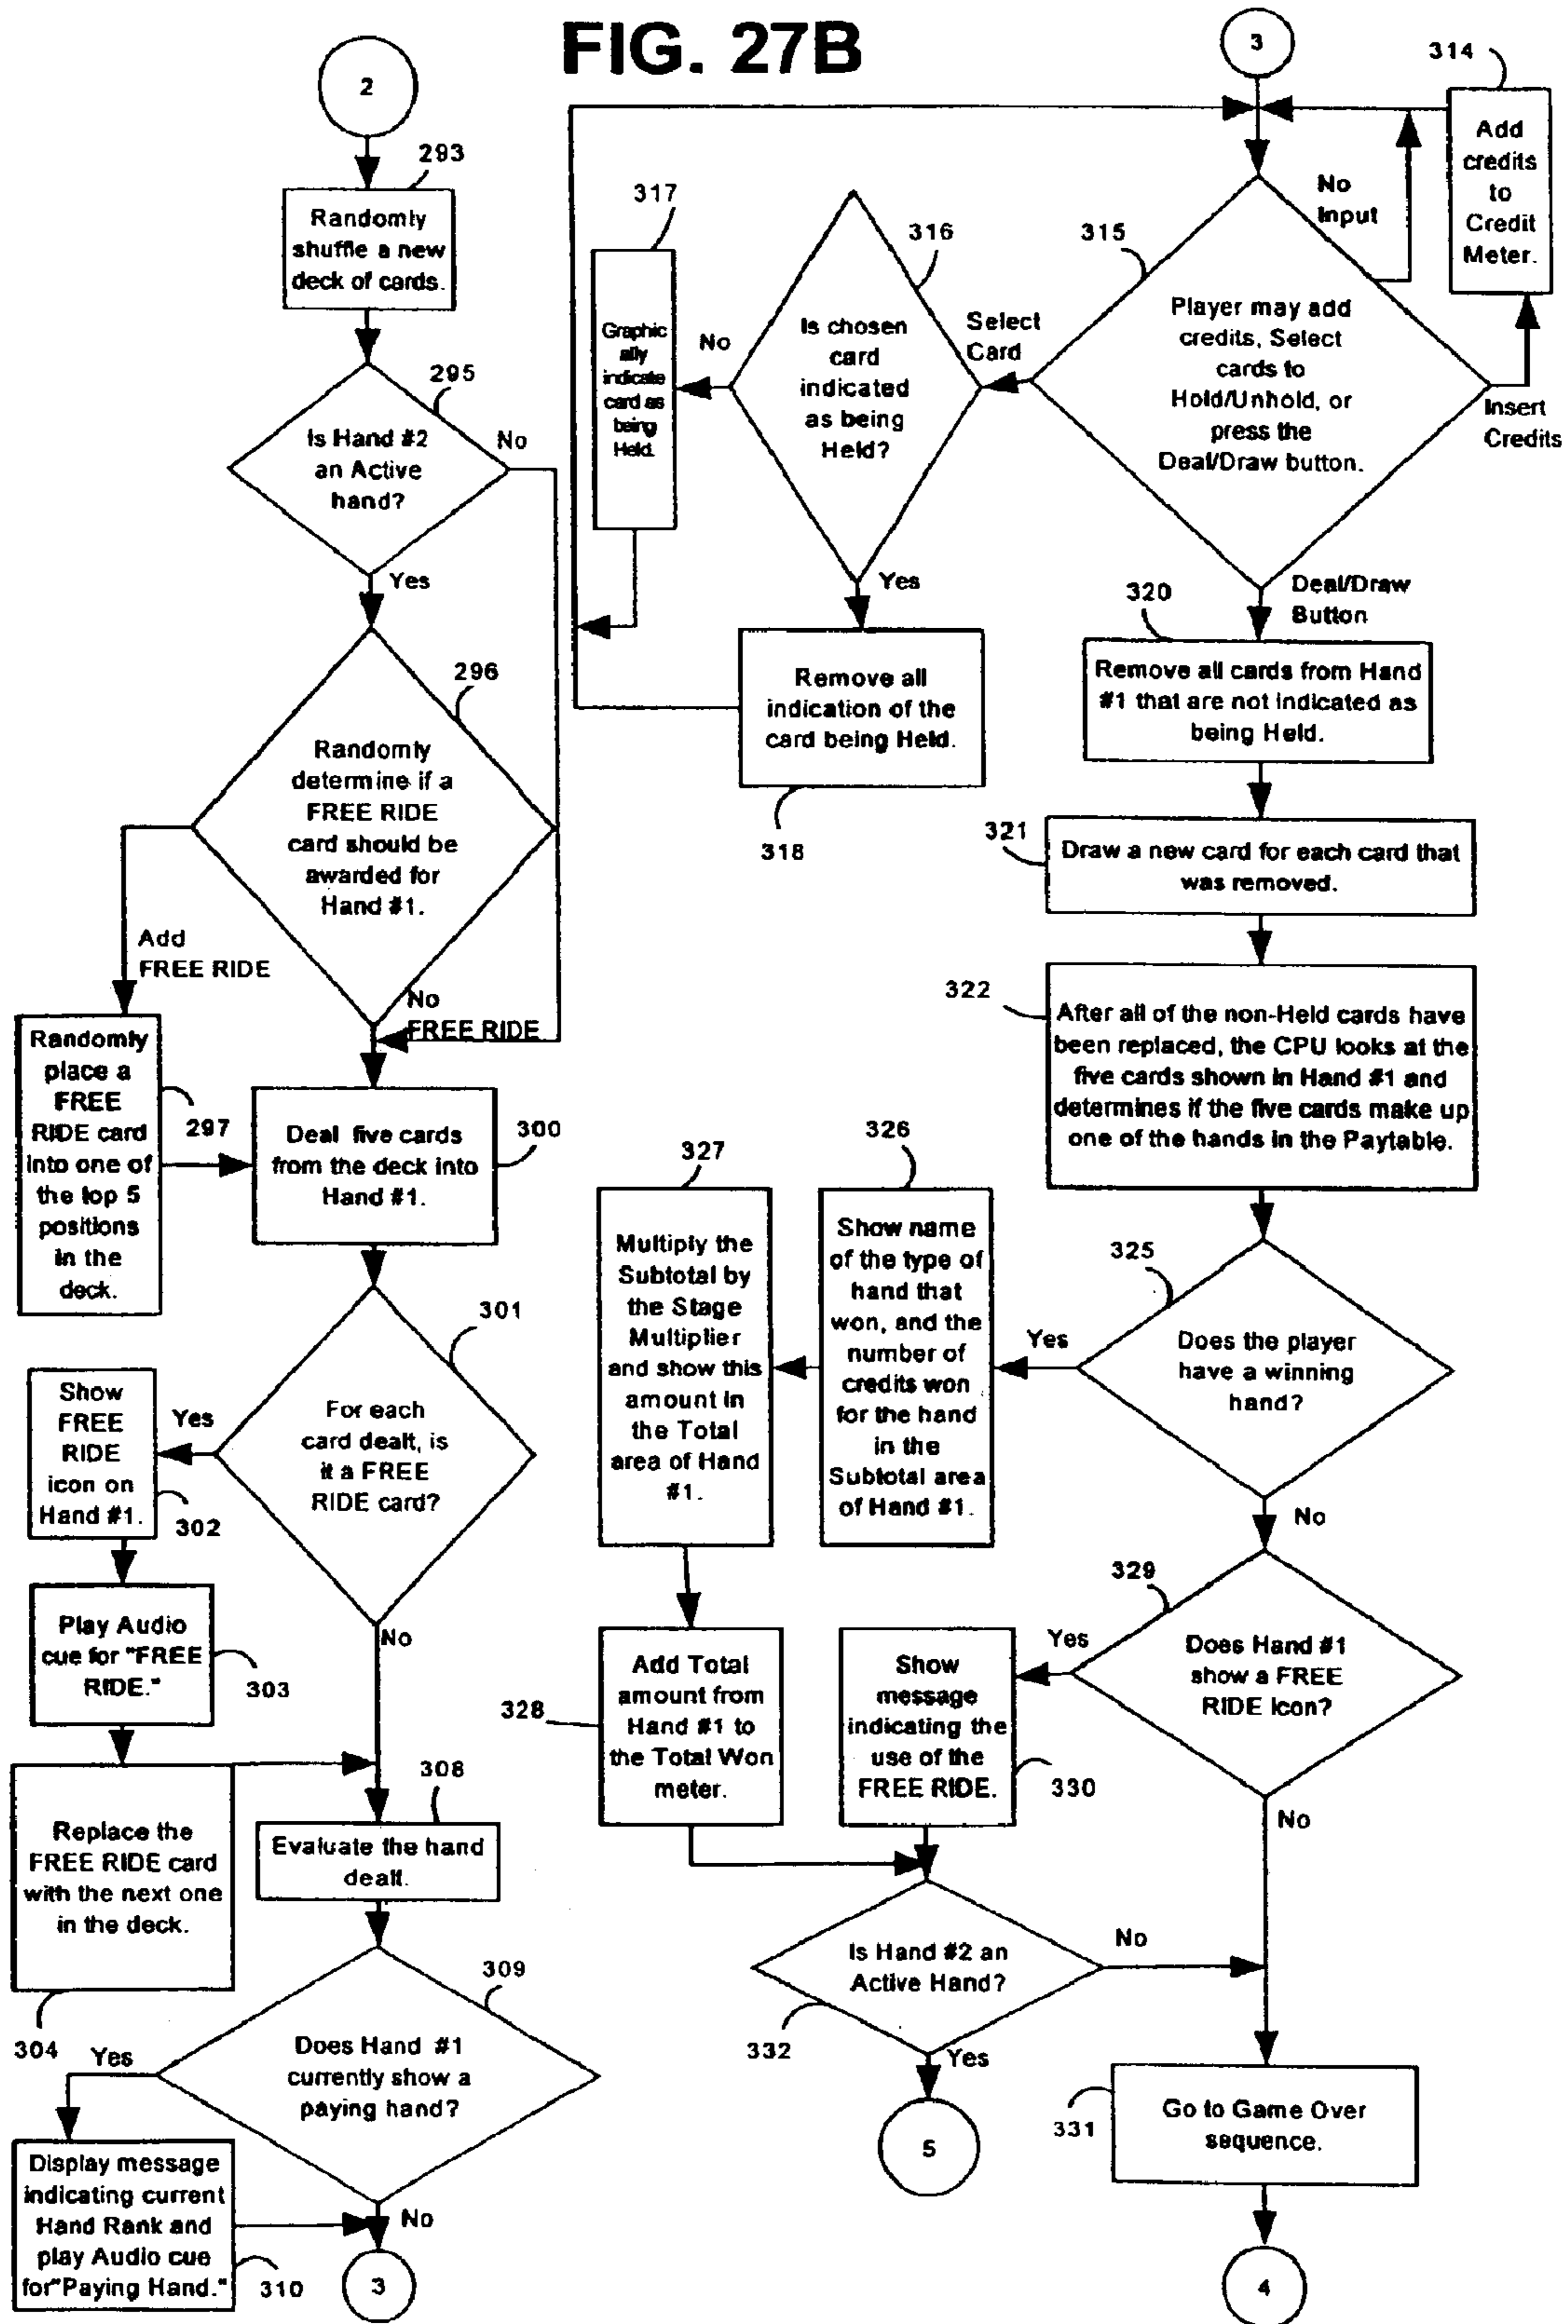 FIG. 27B
2
293
Randomly
shuffle a new
deck of cards.
295
Is Hand #2
an Active
hand?
No
Yes
296
Randomly
determine if a
FREE RIDE
card should be
awarded for
Hand #1.
Add
FREE RIDE
No
FREE RIDE
Randomly
place a
FREE
RIDE card
into one of
the top 5
positions
in the
deck.
297
Deal five cards
from the deck into
Hand #1.
300
301
For each
card dealt, is
it a FREE
RIDE card?
Yes
Show
FREE
RIDE
icon on
Hand #1.
302
No
Play Audio
cue for "FREE
RIDE."
303
Replace the
FREE RIDE card
with the next one
in the deck.
304
308
Evaluate the hand
dealt.
309
Does Hand #1
currently show a
paying hand?
Yes
Display message
indicating current
Hand Rank and
play Audio cue
for"Paying Hand."
310
No
3
3
314
Add
credits
to
Credit
Meter.
No
Input
315
Player may add
credits, Select
cards to
Hold/Unhold, or
press the
Deal/Draw button.
Insert
Credits
Select
Card
316
Is chosen
card
indicated
as being
Held?
No
317
Graphic
ally
indicate
card as
being
Held.
Yes
Remove all
indication of the
card being Held.
318
Deal/Draw
Button
320
Remove all cards from Hand
#1 that are not indicated as
being Held.
321
Draw a new card for each card that
was removed.
322
After all of the non-Held cards have
been replaced, the CPU looks at the
five cards shown in Hand #1 and
determines if the five cards make up
one of the hands in the Paytable.
325
Does the player
have a winning
hand?
Yes
326
Show name
of the type of
hand that
won, and the
number of
credits won
for the hand
in the
Subtotal area
of Hand #1.
327
Multiply the
Subtotal by
the Stage
Multiplier
and show this
amount in
the Total
area of Hand
#1.
328
Add Total
amount from
Hand #1 to
the Total Won
meter.
No
329
Does Hand #1
show a FREE
RIDE Icon?
Yes
Show
message
indicating the
use of the
FREE RIDE.
330
No
Is Hand #2 an
Active Hand?
332
No
Yes
5
331
Go to Game Over
sequence.
4